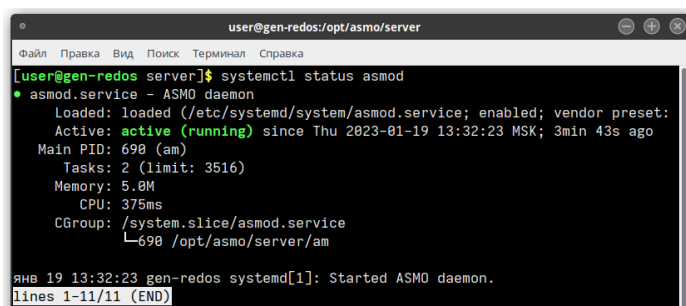 user@gen-redos:/opt/asmo/server
Файл Правка Вид Поиск Терминал Справка
[user@gen-redos server]$ systemctl status asmod
● asmod.service - ASMO daemon
Loaded: loaded (/etc/systemd/system/asmod.service; enabled; vendor preset:
Active: active (running) since Thu 2023-01-19 13:32:23 MSK; 3min 43s ago
Main PID: 690 (am)
Tasks: 2 (limit: 3516)
Memory: 5.0M
CPU: 375ms
CGroup: /system.slice/asmod.service
└─690 /opt/asmo/server/am
янв 19 13:32:23 gen-redos systemd[1]: Started ASMO daemon.
lines 1-11/11 (END)